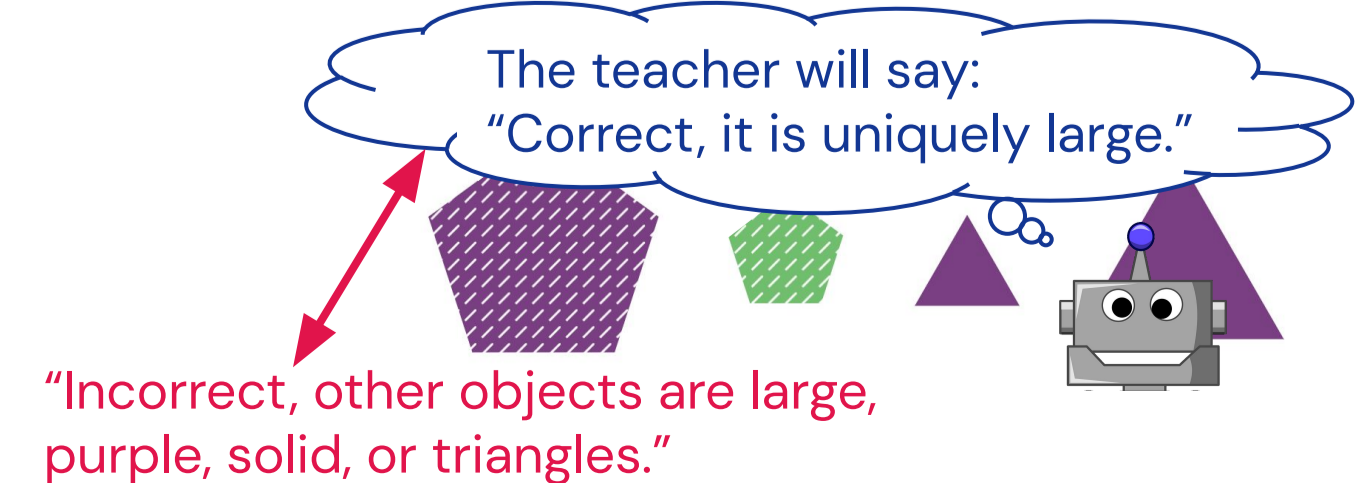 The teacher will say:
“Correct, it is uniquely large.”
“Incorrect, other objects are large,
purple, solid, or triangles.”